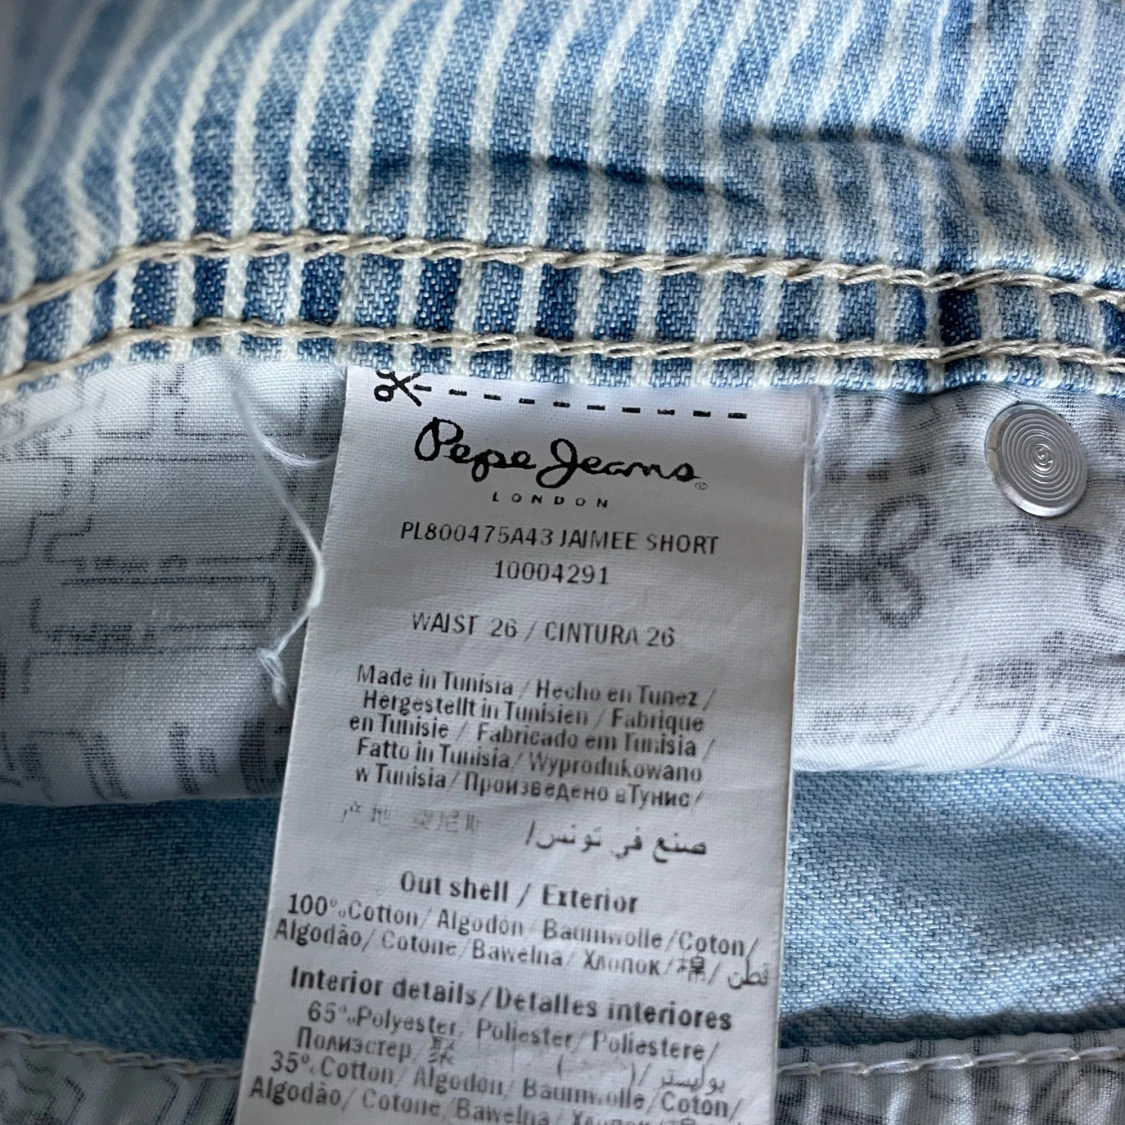 Pepe Jeans
LONDON
PL800475A43 JAIMEE SHORT
10004291
WAIST 26 / CINTURA 26
Made in Tunisia / Hecho en Tunez /
Hergestellt in Tunisien / Fabrique
en Tunisie / Fabricado em Tunisia /
Fatto in Tunisia / Wyprodukowano
w Tunisia / Произведено в Тунис /
صنع في تونس /
Out shell / Exterior
100% Cotton / Algodón / Baumwolle / Coton /
Algodão / Cotone / Bawełna / Хлопок / 棉 / قطن
Interior details / Detalles interiores
65% Polyester / Poliester / Poliestere /
Полиэстер / بوليستر /
35% Cotton / Algodon / Baumwolle / Coton /
Algodão / Cotone / Bawełna /